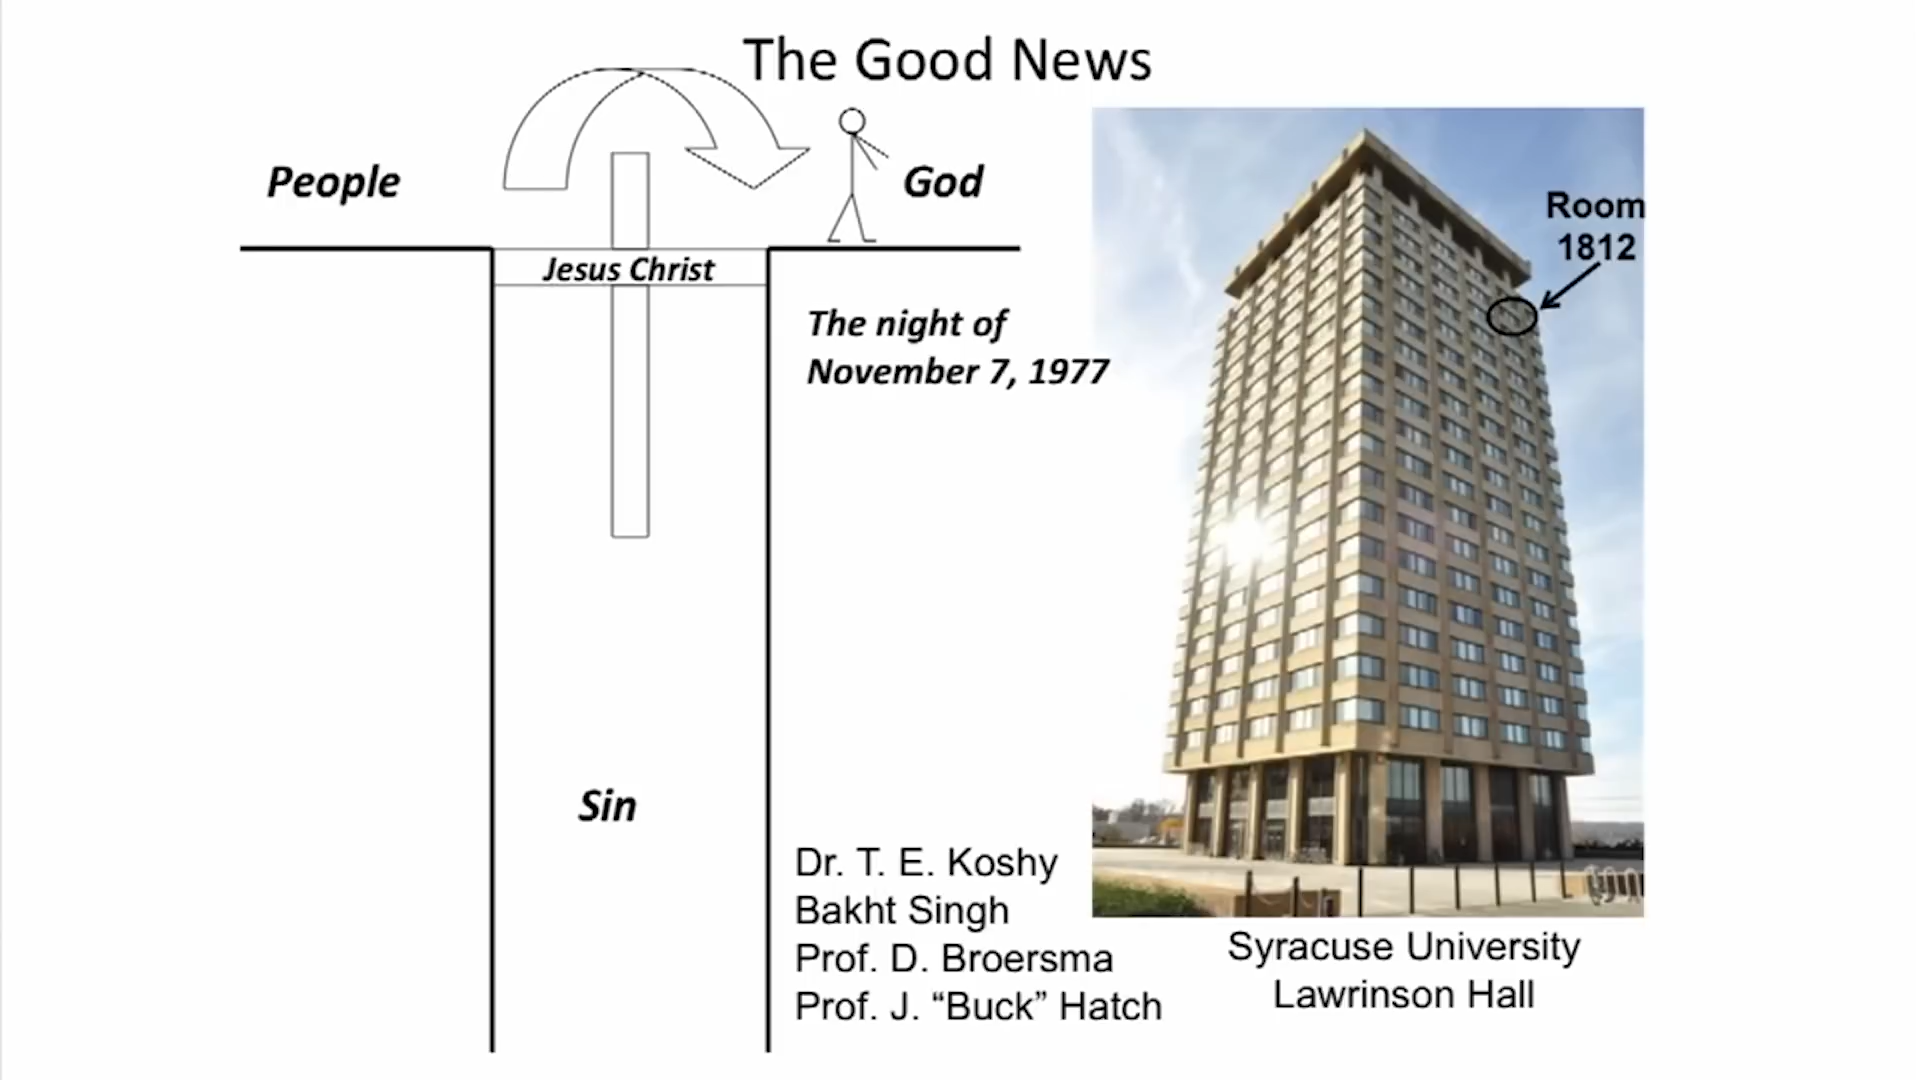 The Good News
People
God
Jesus Christ
The night of
November 7, 1977
Sin
Room
1812
Dr. T. E. Koshy
Bakht Singh
Prof. D. Broersma
Prof. J. “Buck” Hatch
Syracuse University
Lawrinson Hall